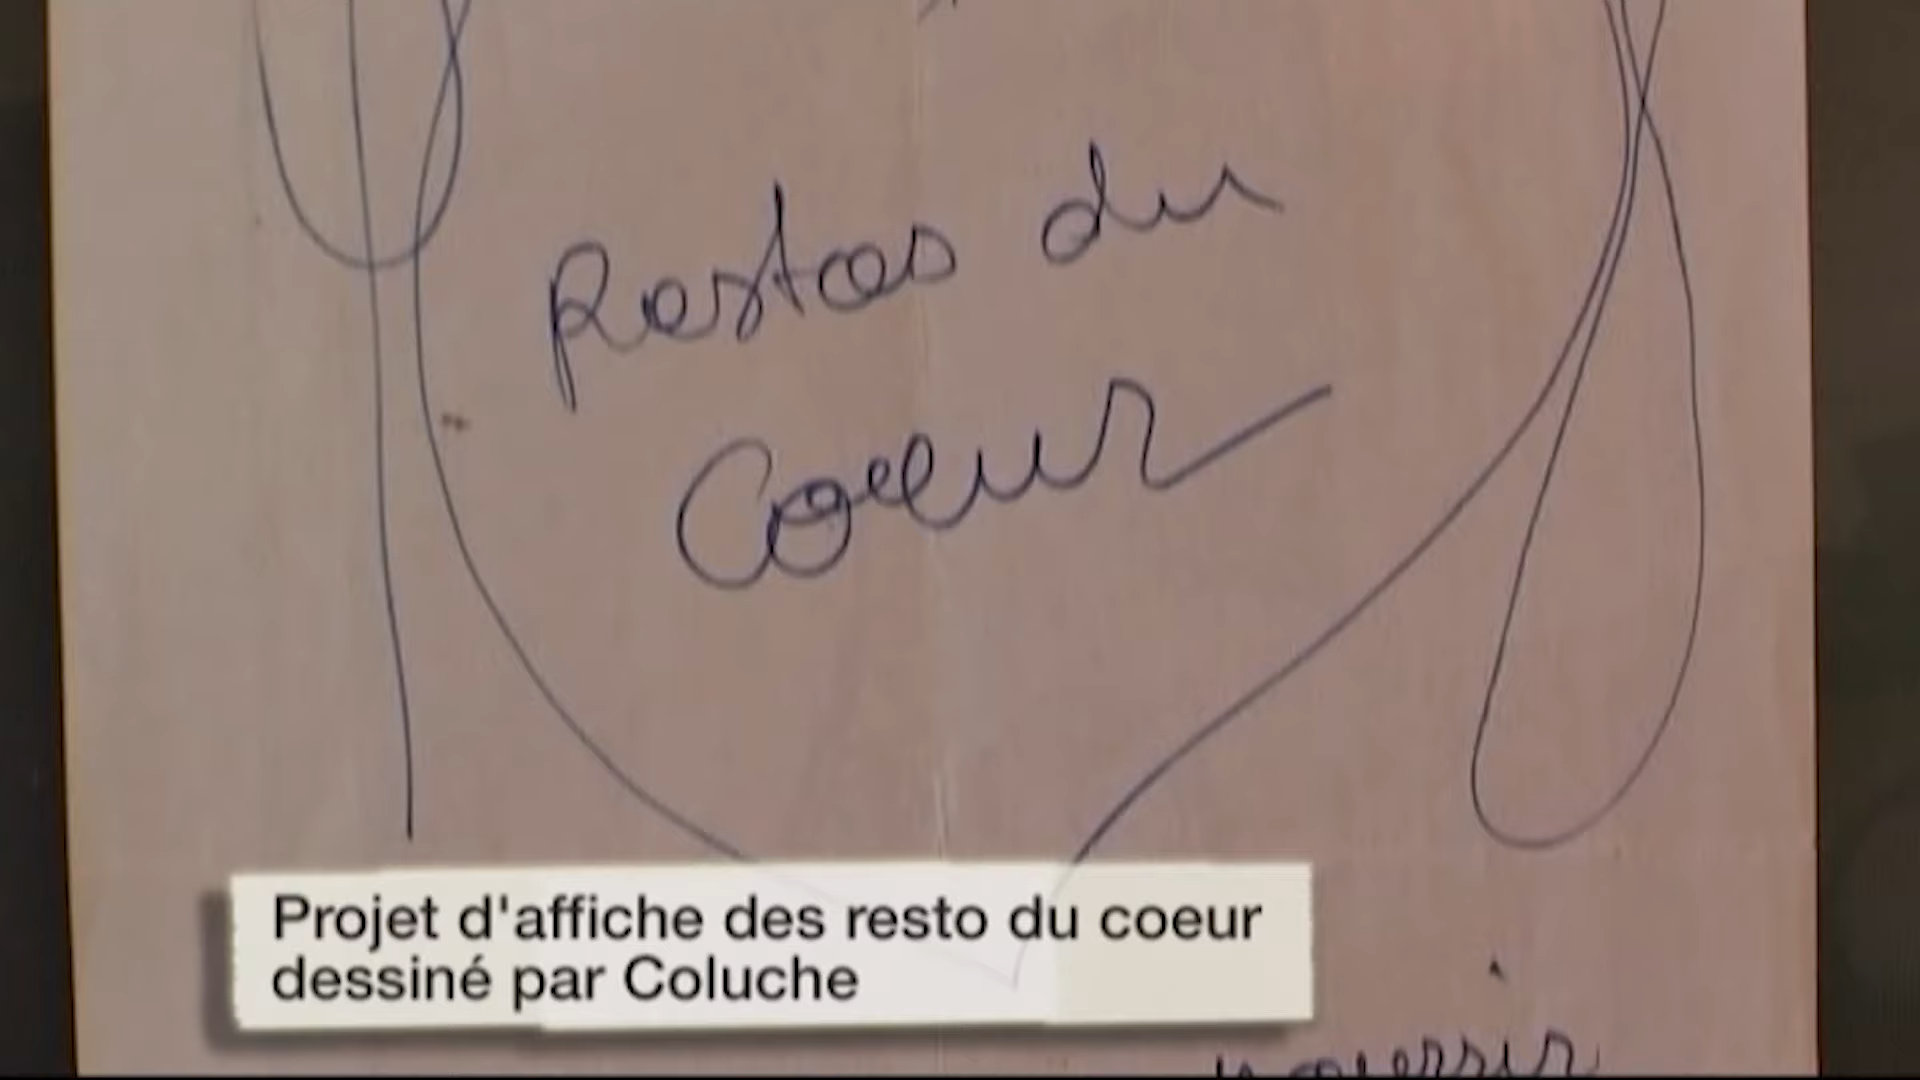 Restos du
Coeur
Projet d'affiche des resto du coeur
dessiné par Coluche